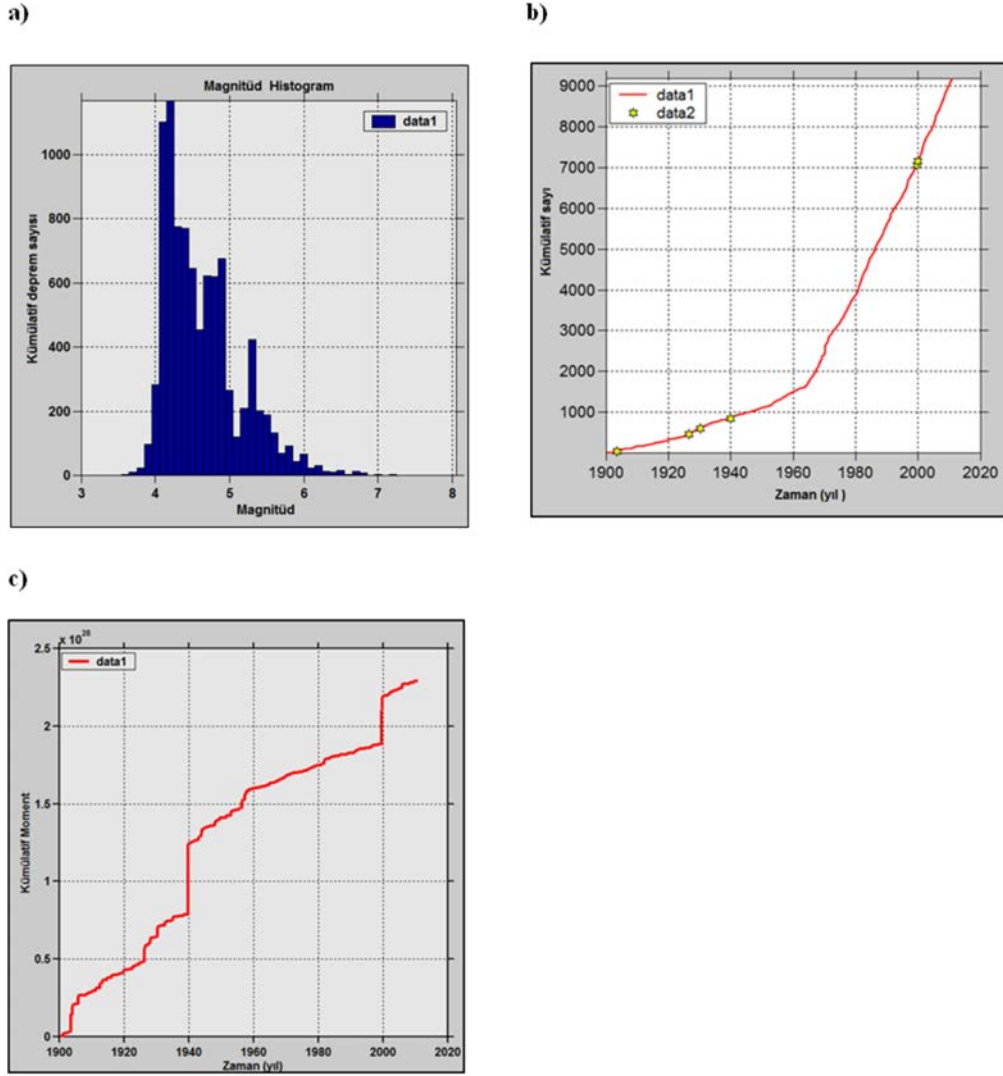 a)
Magnitüd Histogram
data1
Kümülatif deprem sayısı
1000
800
600
400
200
0
3 4 5 6 7 8
Magnitüd
b)
data1
data2
Kümülatif sayı
9000
8000
7000
6000
5000
4000
3000
2000
1000
1900 1920 1940 1960 1980 2000 2020
Zaman (yıl )
c)
x 10^28
data1
Kümülatif Moment
2.5
2
1.5
1
0.5
0
1900 1920 1940 1960 1980 2000 2020
Zaman (yıl)